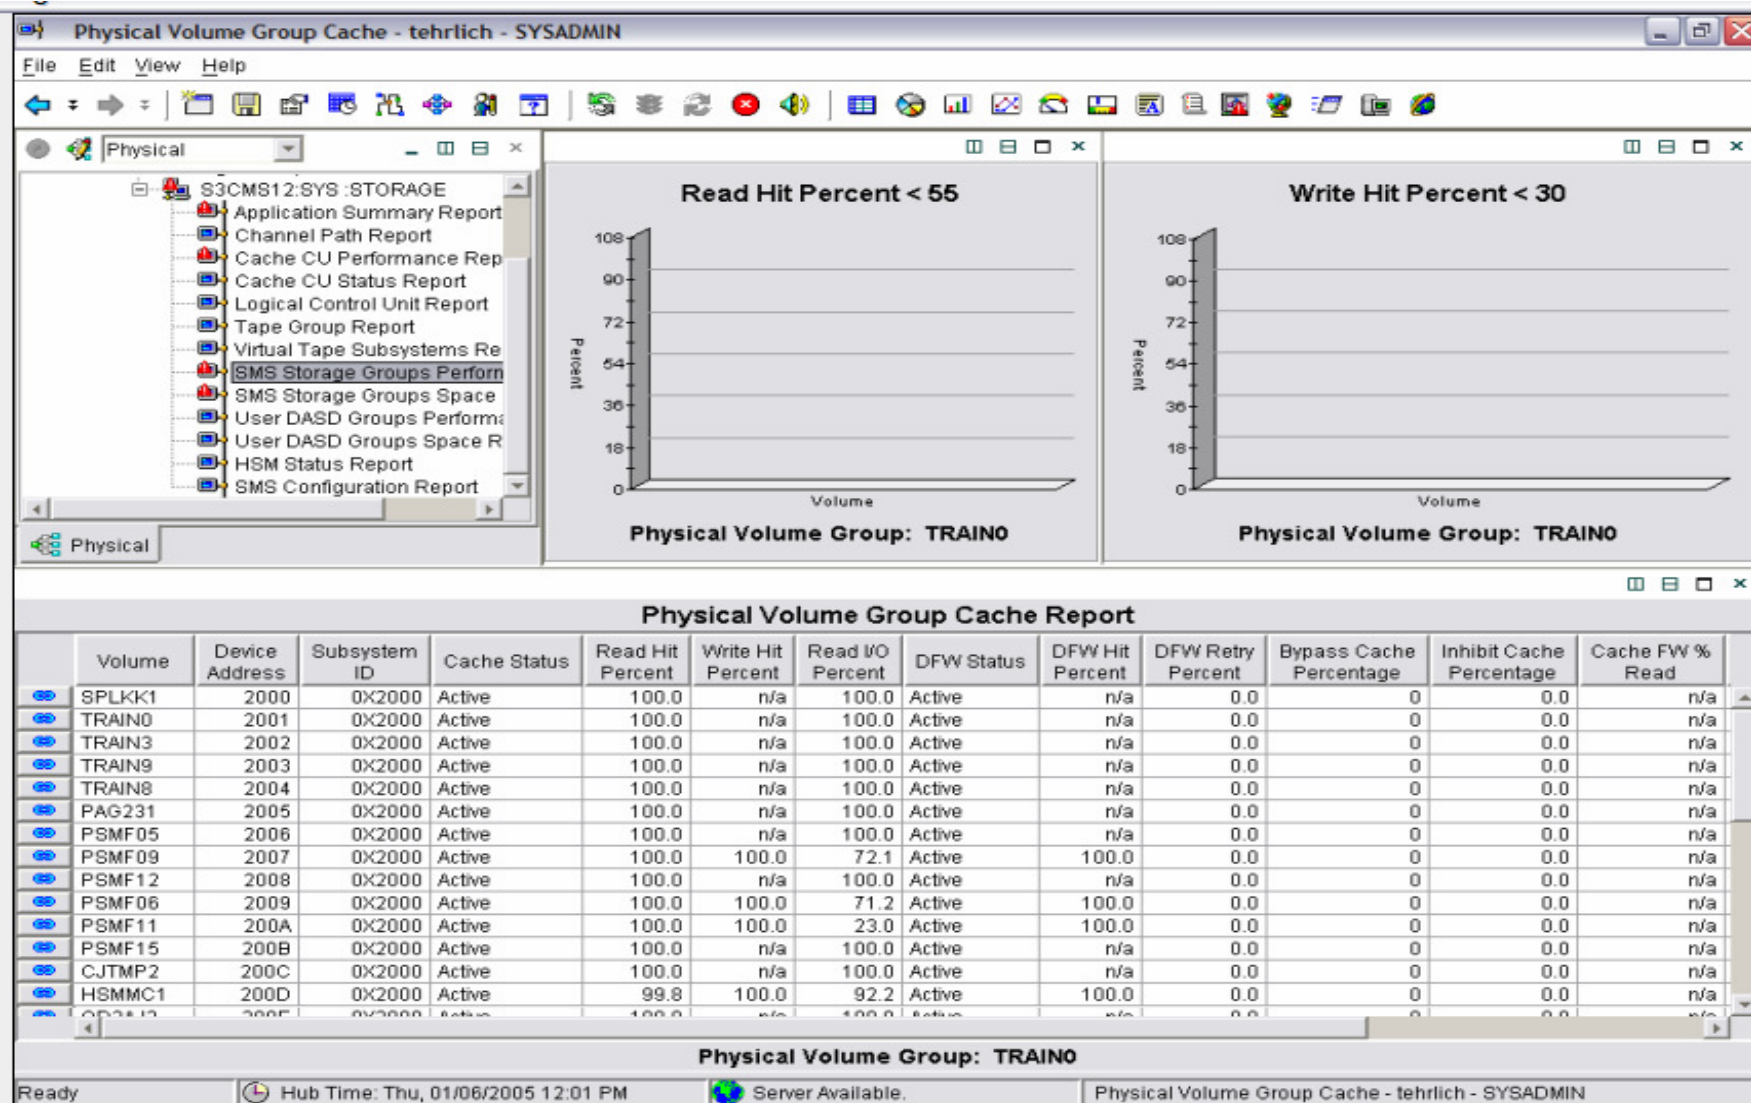 Physical Volume Group Cache - tehrlich - SYSADMIN
File Edit View Help
Physical
S3CMS12:SYS :STORAGE
Application Summary Report
Channel Path Report
Cache CU Performance Rep
Cache CU Status Report
Logical Control Unit Report
Tape Group Report
Virtual Tape Subsystems Re
SMS Storage Groups Perform
SMS Storage Groups Space
User DASD Groups Performa
User DASD Groups Space R
HSM Status Report
SMS Configuration Report
Physical
Read Hit Percent < 55
108
90
72
54
36
18
0
Percent
Volume
Physical Volume Group: TRAIN0
Write Hit Percent < 30
108
90
72
54
36
18
0
Percent
Volume
Physical Volume Group: TRAIN0
Physical Volume Group Cache Report
Volume Device Address Subsystem ID Cache Status Read Hit Percent Write Hit Percent Read I/O Percent DFW Status DFW Hit Percent DFW Retry Percent Bypass Cache Percentage Inhibit Cache Percentage Cache FW % Read
SPLKK1 2000 0X2000 Active 100.0 n/a 100.0 Active n/a 0.0 0 0.0 n/a
TRAIN0 2001 0X2000 Active 100.0 n/a 100.0 Active n/a 0.0 0 0.0 n/a
TRAIN3 2002 0X2000 Active 100.0 n/a 100.0 Active n/a 0.0 0 0.0 n/a
TRAIN9 2003 0X2000 Active 100.0 n/a 100.0 Active n/a 0.0 0 0.0 n/a
TRAIN8 2004 0X2000 Active 100.0 n/a 100.0 Active n/a 0.0 0 0.0 n/a
PAG231 2005 0X2000 Active 100.0 n/a 100.0 Active n/a 0.0 0 0.0 n/a
PSMF05 2006 0X2000 Active 100.0 n/a 100.0 Active n/a 0.0 0 0.0 n/a
PSMF09 2007 0X2000 Active 100.0 100.0 72.1 Active 100.0 0.0 0 0.0 n/a
PSMF12 2008 0X2000 Active 100.0 n/a 100.0 Active n/a 0.0 0 0.0 n/a
PSMF06 2009 0X2000 Active 100.0 100.0 71.2 Active 100.0 0.0 0 0.0 n/a
PSMF11 200A 0X2000 Active 100.0 100.0 23.0 Active 100.0 0.0 0 0.0 n/a
PSMF15 200B 0X2000 Active 100.0 n/a 100.0 Active n/a 0.0 0 0.0 n/a
CJTMP2 200C 0X2000 Active 100.0 n/a 100.0 Active n/a 0.0 0 0.0 n/a
HSMMC1 200D 0X2000 Active 99.8 100.0 92.2 Active 100.0 0.0 0 0.0 n/a
Physical Volume Group: TRAIN0
Ready Hub Time: Thu, 01/06/2005 12:01 PM Server Available. Physical Volume Group Cache - tehrlich - SYSADMIN